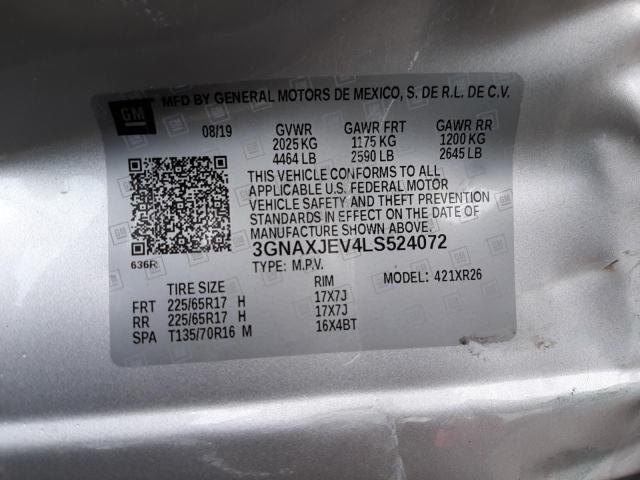 GM
MFD BY GENERAL MOTORS DE MEXICO, S. DE R.L. DE C.V.
08/19 GVWR GAWR FRT GAWR RR
2025 KG 1175 KG 1200 KG
4464 LB 2590 LB 2645 LB
THIS VEHICLE CONFORMS TO ALL
APPLICABLE U.S. FEDERAL MOTOR
VEHICLE SAFETY AND THEFT PREVENTION
STANDARDS IN EFFECT ON THE DATE OF
MANUFACTURE SHOWN ABOVE.
3GNAXJEV4LS524072
636R
TYPE: M.P.V. MODEL: 421XR26
TIRE SIZE RIM
FRT 225/65R17 H 17X7J
RR 225/65R17 H 17X7J
SPA T135/70R16 M 16X4BT